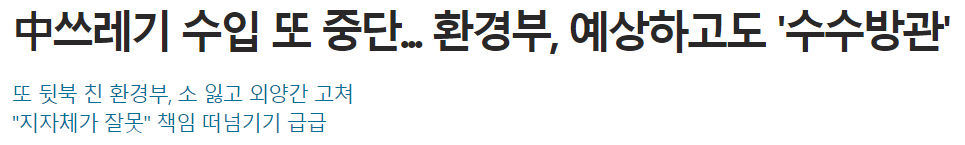 中쓰레기 수입 또 중단... 환경부, 예상하고도 '수수방관'
또 뒷북 친 환경부, 소 잃고 외양간 고쳐
"지자체가 잘못" 책임 떠넘기기 급급